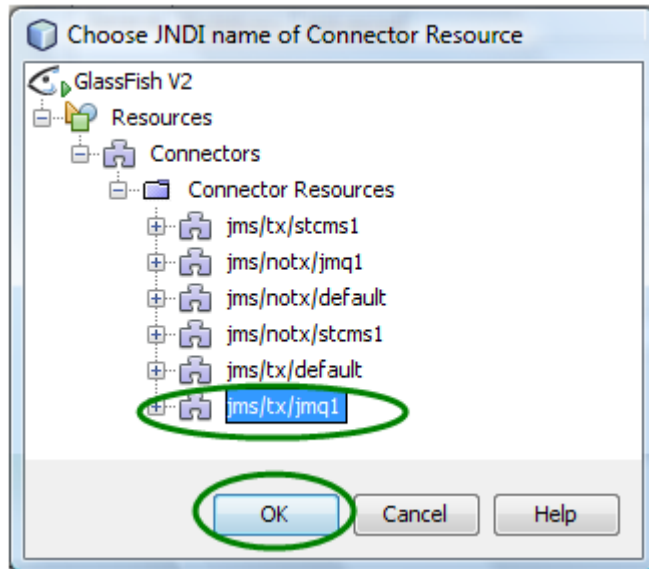 Choose JNDI name of Connector Resource
GlassFish V2
Resources
Connectors
Connector Resources
jms/tx/stcms1
jms/notx/jmq1
jms/notx/default
jms/notx/stcms1
jms/tx/default
jms/tx/jmq1
OK Cancel Help